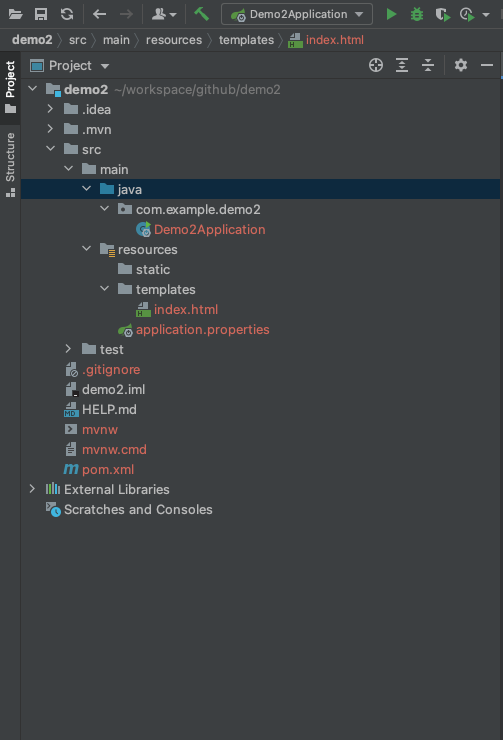 Demo2Application
demo2 src main resources templates index.html
Project
Project
Structure
demo2 ~/workspace/github/demo2
.idea
.mvn
src
main
java
com.example.demo2
Demo2Application
resources
static
templates
index.html
application.properties
test
.gitignore
demo2.iml
HELP.md
mvnw
mvnw.cmd
pom.xml
External Libraries
Scratches and Consoles